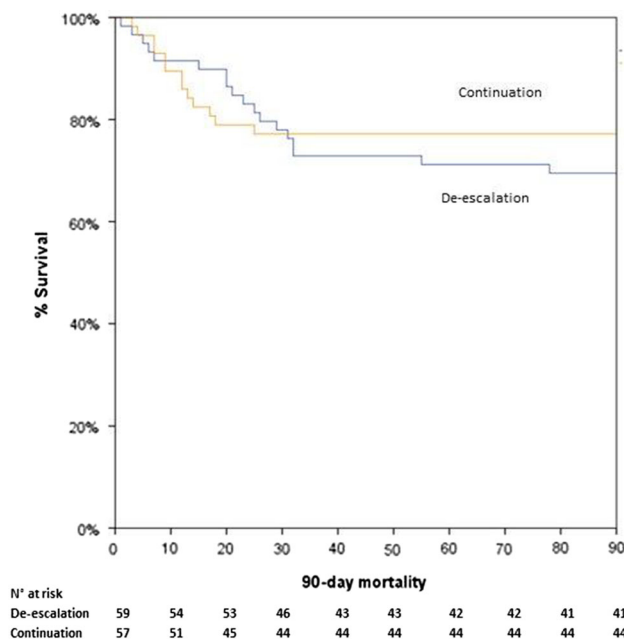 100%
80%
60%
40%
20%
0%
% Survival
Continuation
De-escalation
0 10 20 30 40 50 60 70 80 90
90-day mortality
N° at risk
De-escalation 59 54 53 46 43 43 42 42 41 41
Continuation 57 51 45 44 44 44 44 44 44 44